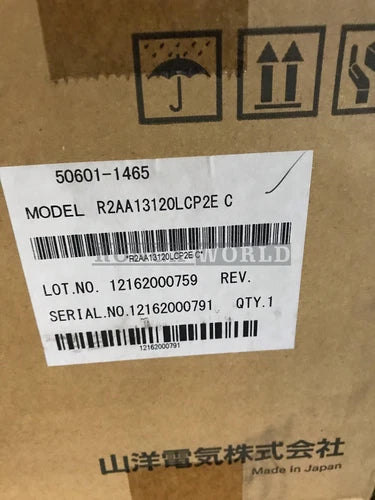 50601-1465
MODEL R2AA13120LCP2E C
*R2AA13120LCP2E C*
LOT.NO. 12162000759 REV.
SERIAL.NO.12162000791 QTY.1
12162000791
山洋電気株式会社
Made in Japan